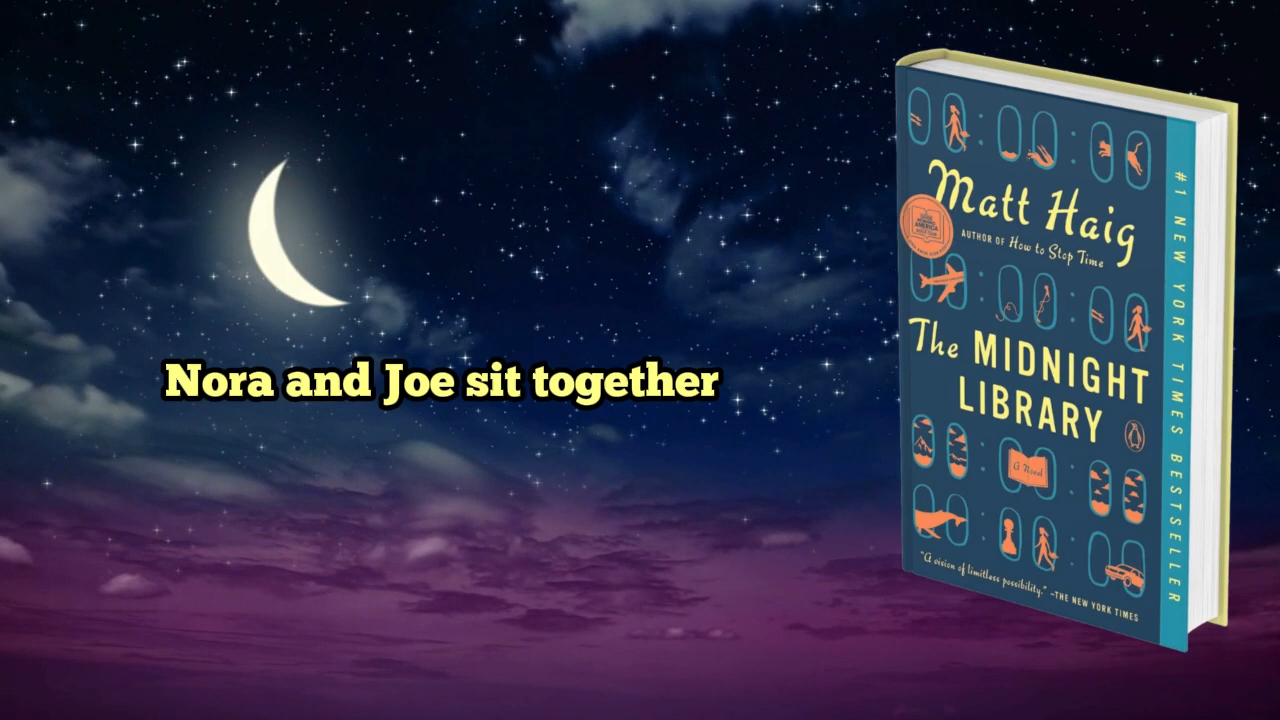 Nora and Joe sit together
Matt Haig
AUTHOR OF How to Stop Time
The MIDNIGHT
LIBRARY
A Novel
"A vision of limitless possibility." –THE NEW YORK TIMES
#1 NEW YORK TIMES BESTSELLER